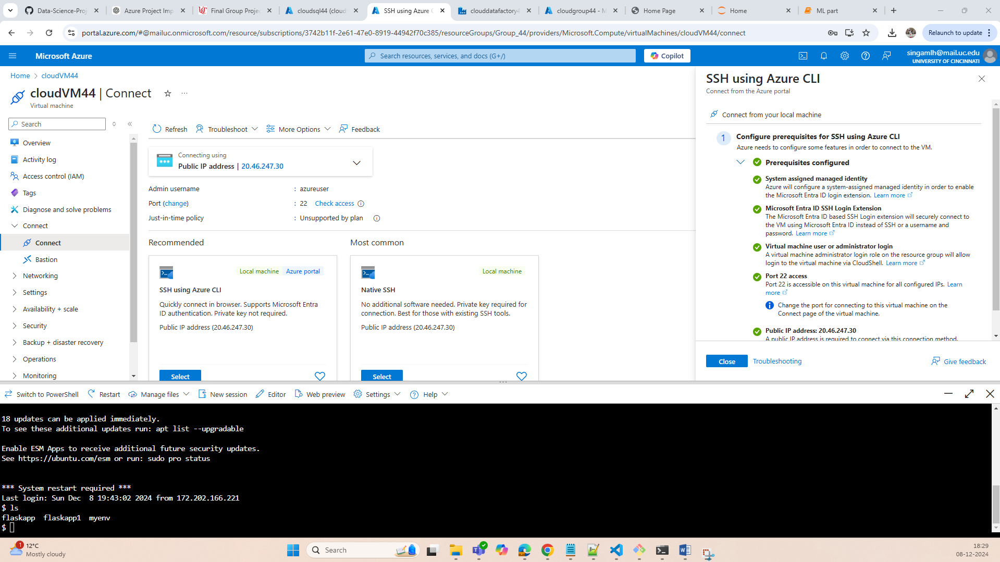 Data-Science-Proj
Azure Project Imp
Final Group Projec
cloudsql44 (cloud
SSH using Azure C
clouddatafactory4
cloudgroup44 - M
Home Page
Home
ML part
portal.azure.com/#@mailuc.onmicrosoft.com/resource/subscriptions/3742b11f-2e61-47e0-8919-44942f70c385/resourceGroups/Group_44/providers/Microsoft.Compute/virtualMachines/cloudVM44/connect
Relaunch to update
Microsoft Azure
Search resources, services, and docs (G+/)
Copilot
singamlh@mail.uc.edu
UNIVERSITY OF CINCINNATI
Home > cloudVM44
cloudVM44 | Connect
Virtual machine
Search
Overview
Activity log
Access control (IAM)
Tags
Diagnose and solve problems
Connect
Connect
Bastion
Networking
Settings
Availability + scale
Security
Backup + disaster recovery
Operations
Monitoring
Refresh
Troubleshoot
More Options
Feedback
Connecting using
Public IP address | 20.46.247.30
Admin username : azureuser
Port (change) : 22 Check access
Just-in-time policy : Unsupported by plan
Recommended
Local machine Azure portal
SSH using Azure CLI
Quickly connect in browser. Supports Microsoft Entra
ID authentication. Private key not required.
Public IP address (20.46.247.30)
Select
Most common
Local machine
Native SSH
No additional software needed. Private key required for
connection. Best for those with existing SSH tools.
Public IP address (20.46.247.30)
Select
SSH using Azure CLI
Connect from the Azure portal
Connect from your local machine
1 Configure prerequisites for SSH using Azure CLI
Azure needs to configure some features in order to connect to the VM.
Prerequisites configured
System assigned managed identity
Azure will configure a system-assigned managed identity in order to enable
the Microsoft Entra ID login extension. Learn more
Microsoft Entra ID SSH Login Extension
The Microsoft Entra ID based SSH Login extension will securely connect to
the VM using Microsoft Entra ID instead of SSH or a username and
password. Learn more
Virtual machine user or administrator login
A virtual machine administrator login role on the resource group will allow
login to the virtual machine via CloudShell. Learn more
Port 22 access
Port 22 is accessible on this virtual machine for all configured IPs. Learn
more
Change the port for connecting to this virtual machine on the
Connect page of the virtual machine.
Public IP address: 20.46.247.30
A public IP address is required to connect via this connection method.
Close
Troubleshooting
Give feedback
Switch to PowerShell
Restart
Manage files
New session
Editor
Web preview
Settings
Help
18 updates can be applied immediately.
To see these additional updates run: apt list --upgradable
Enable ESM Apps to receive additional future security updates.
See https://ubuntu.com/esm or run: sudo pro status
*** System restart required ***
Last login: Sun Dec  8 19:43:02 2024 from 172.202.166.221
$ ls
flaskapp  flaskapp1  myenv
$
1
12°C
Mostly cloudy
Search
18:29
08-12-2024